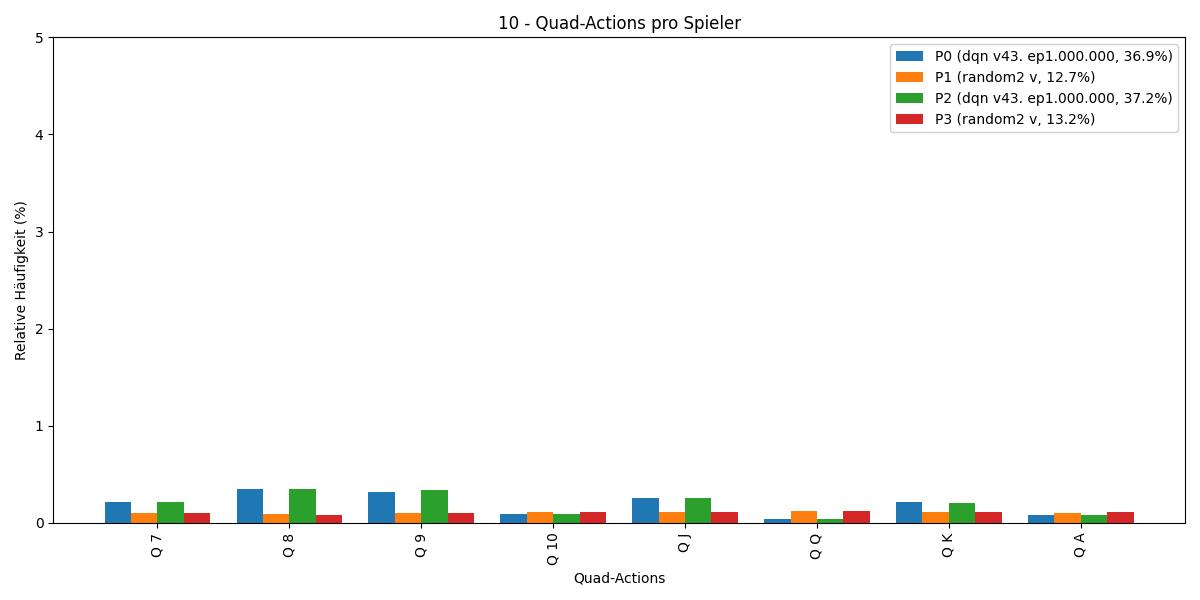 10 - Quad-Actions pro Spieler
P0 (dqn v43. ep1.000.000, 36.9%)
P1 (random2 v, 12.7%)
P2 (dqn v43. ep1.000.000, 37.2%)
P3 (random2 v, 13.2%)
Relative Häufigkeit (%)
5
4
3
2
1
0
Q 7
Q 8
Q 9
Q 10
Q J
Q Q
Q K
Q A
Quad-Actions